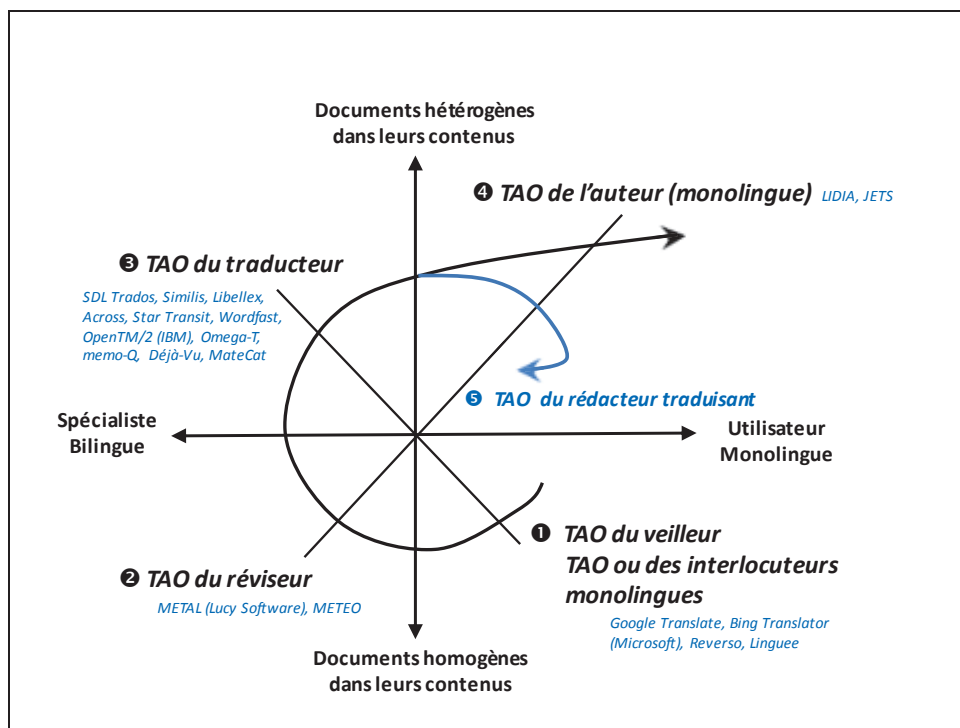 Documents hétérogènes
dans leurs contenus
❹ TAO de l'auteur (monolingue) LIDIA, JETS
❸ TAO du traducteur
SDL Trados, Similis, Libellex,
Across, Star Transit, Wordfast,
OpenTM/2 (IBM), Omega-T,
memo-Q, Déjà-Vu, MateCat
❺ TAO du rédacteur traduisant
Spécialiste
Bilingue
Utilisateur
Monolingue
❶ TAO du veilleur
TAO ou des interlocuteurs
monolingues
Google Translate, Bing Translator
(Microsoft), Reverso, Linguee
❷ TAO du réviseur
METAL (Lucy Software), METEO
Documents homogènes
dans leurs contenus